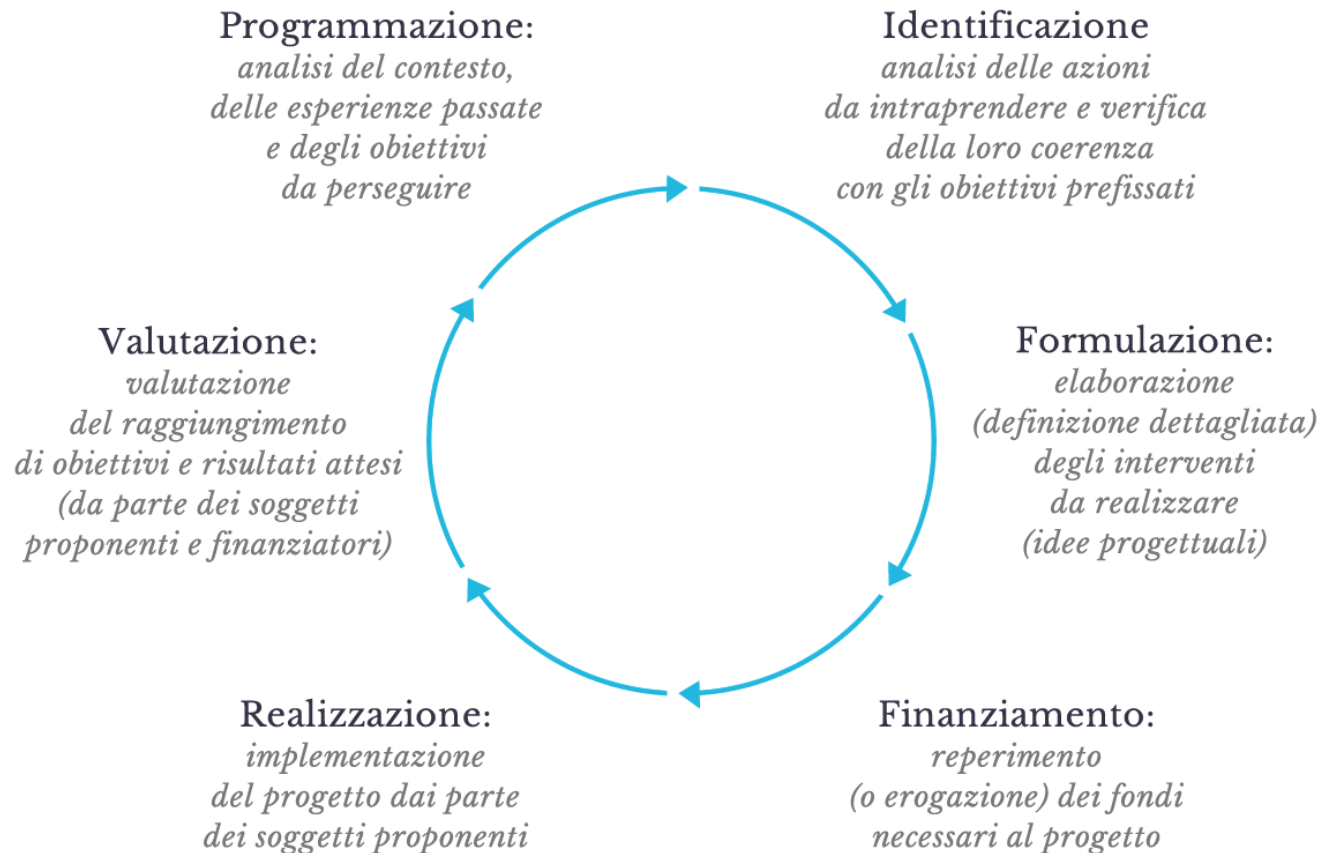 Programmazione:
analisi del contesto,
delle esperienze passate
e degli obiettivi
da perseguire
Identificazione
analisi delle azioni
da intraprendere e verifica
della loro coerenza
con gli obiettivi prefissati
Formulazione:
elaborazione
(definizione dettagliata)
degli interventi
da realizzare
(idee progettuali)
Finanziamento:
reperimento
(o erogazione) dei fondi
necessari al progetto
Realizzazione:
implementazione
del progetto dai parte
dei soggetti proponenti
Valutazione:
valutazione
del raggiungimento
di obiettivi e risultati attesi
(da parte dei soggetti
proponenti e finanziatori)